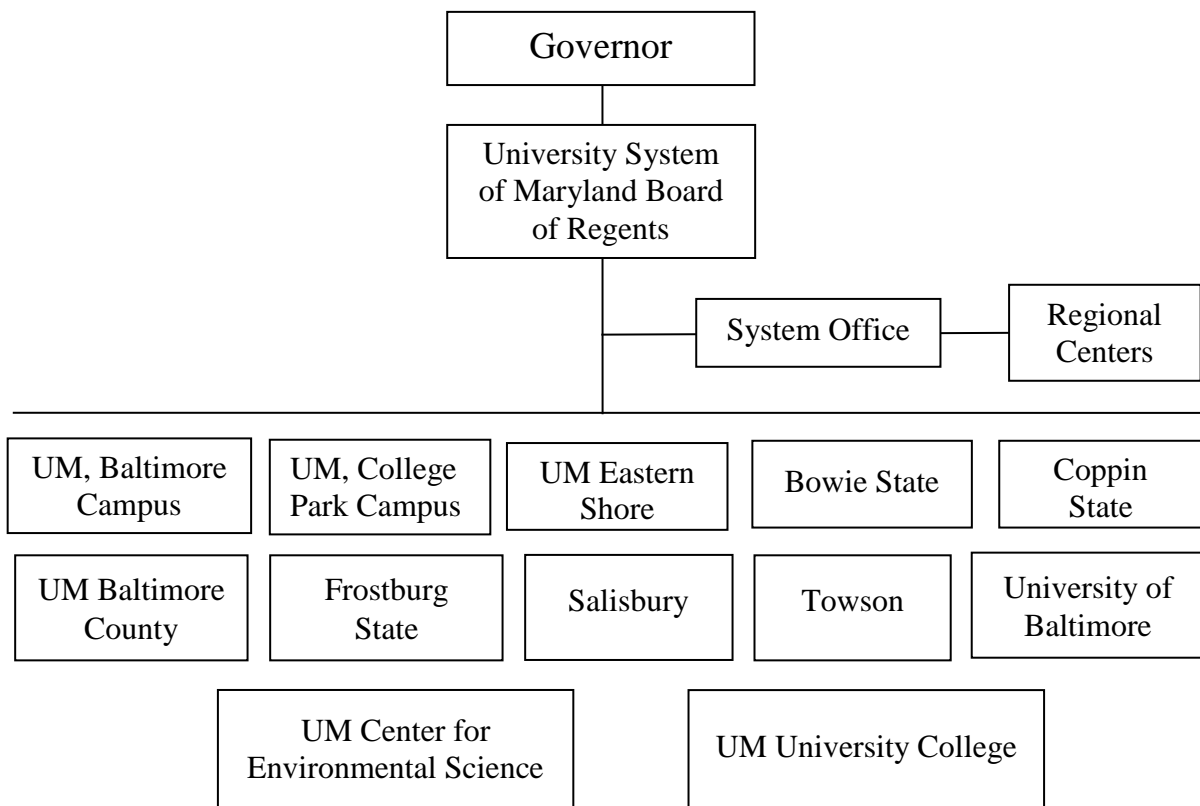 Governor
University System
of Maryland Board
of Regents
System Office
Regional
Centers
UM, Baltimore
Campus
UM, College
Park Campus
UM Eastern
Shore
Bowie State
Coppin
State
UM Baltimore
County
Frostburg
State
Salisbury
Towson
University of
Baltimore
UM Center for
Environmental Science
UM University College